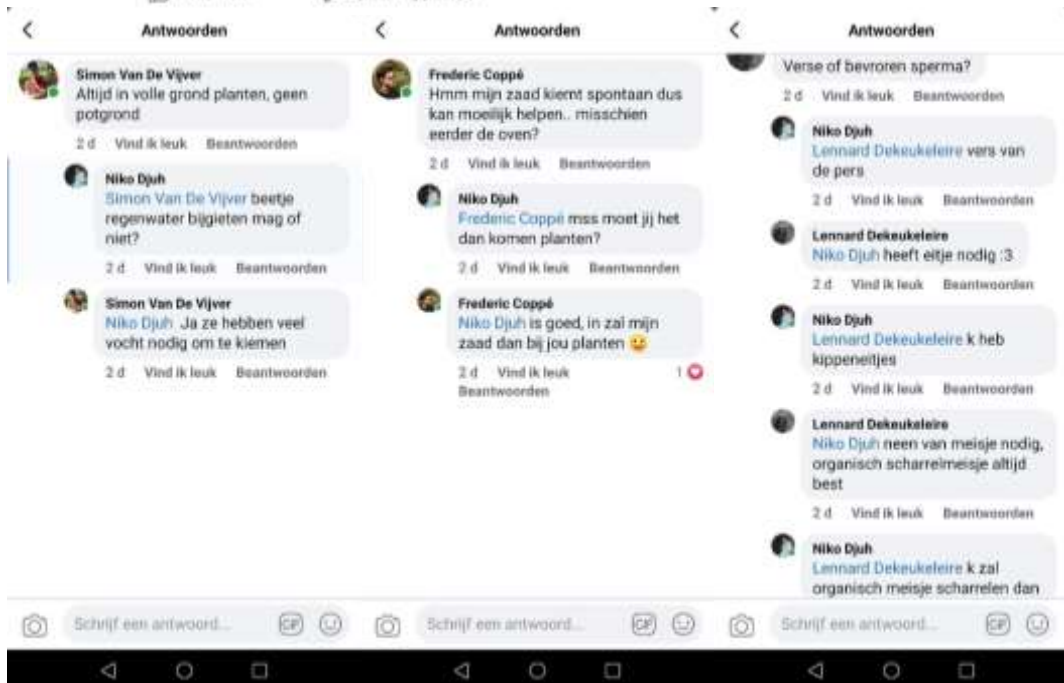 Antwoorden
Simon Van De Vijver
Altijd in volle grond planten, geen
potgrond
2 d Vind ik leuk Beantwoorden
Niko Djuh
Simon Van De Vijver beetje
regenwater bijgieten mag of
niet?
2 d Vind ik leuk Beantwoorden
Simon Van De Vijver
Niko Djuh Ja ze hebben veel
vocht nodig om te kiemen
2 d Vind ik leuk Beantwoorden
Schrijf een antwoord...
GIF
Antwoorden
Frederic Coppé
Hmm mijn zaad kiemt spontaan dus
kan moeilijk helpen.. misschien
eerder de oven?
2 d Vind ik leuk Beantwoorden
Niko Djuh
Frederic Coppé mss moet jij het
dan komen planten?
2 d Vind ik leuk Beantwoorden
Frederic Coppé
Niko Djuh is goed, in zal mijn
zaad dan bij jou planten 😀
2 d Vind ik leuk 1
Beantwoorden
Schrijf een antwoord...
GIF
Antwoorden
Verse of bevroren sperma?
2 d Vind ik leuk Beantwoorden
Niko Djuh
Lennard Dekeukeleire vers van
de pers
2 d Vind ik leuk Beantwoorden
Lennard Dekeukeleire
Niko Djuh heeft eitje nodig :3
2 d Vind ik leuk Beantwoorden
Niko Djuh
Lennard Dekeukeleire k heb
kippeneitjes
2 d Vind ik leuk Beantwoorden
Lennard Dekeukeleire
Niko Djuh neen van meisje nodig,
organisch scharrelmeisje altijd
best
2 d Vind ik leuk Beantwoorden
Niko Djuh
Lennard Dekeukeleire k zal
organisch meisje scharrelen dan
Schrijf een antwoord...
GIF